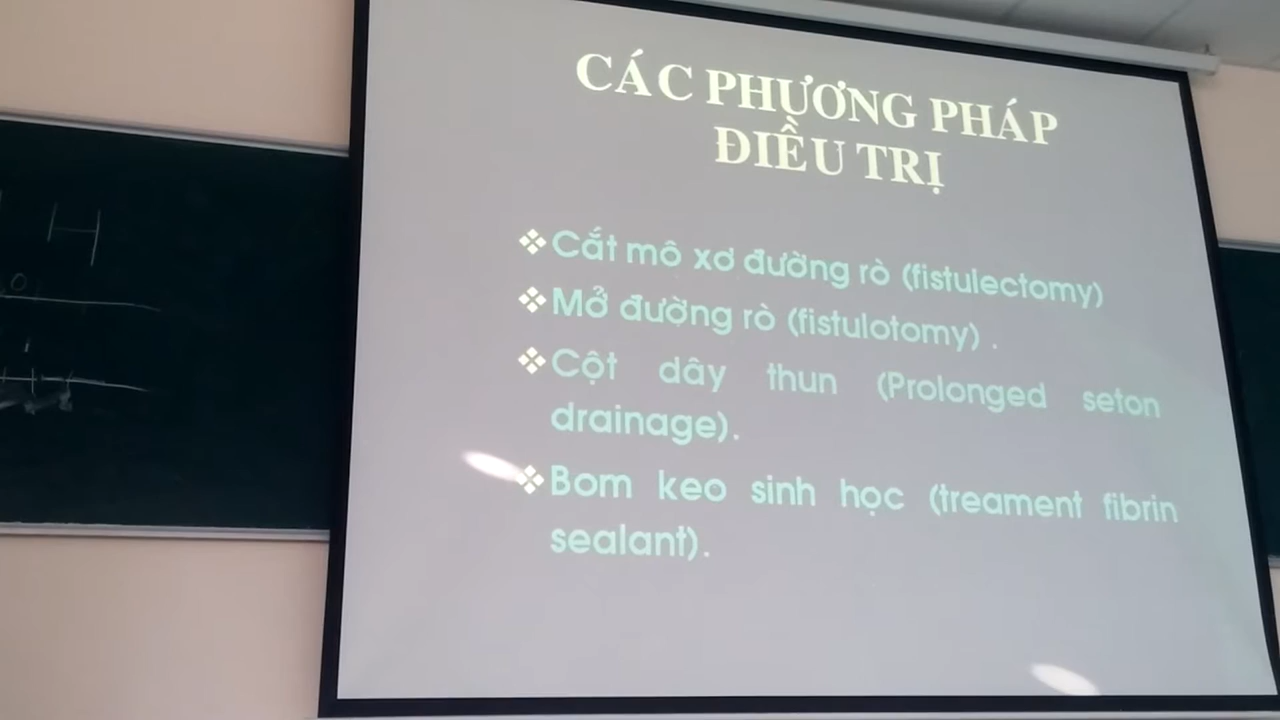 CÁC PHƯƠNG PHÁP
ĐIỀU TRỊ
❖ Cắt mô xơ đường rò (fistulectomy)
❖ Mở đường rò (fistulotomy) .
❖ Cột dây thun (Prolonged seton
drainage).
❖ Bom keo sinh học (treament fibrin
sealant).
H